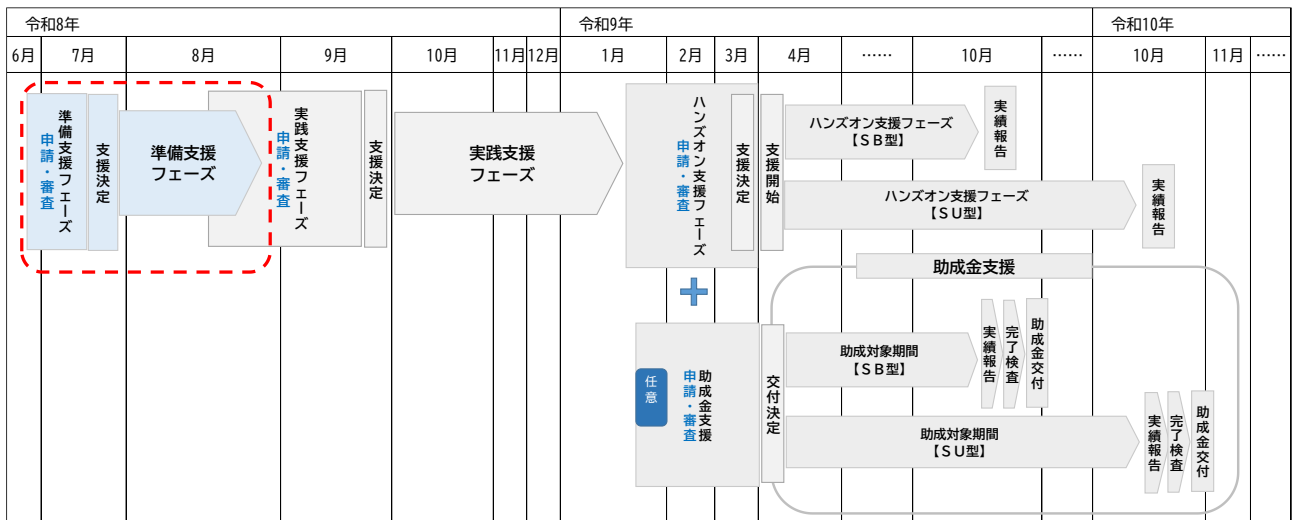 令和8年
令和9年
令和10年
6月
7月
8月
9月
10月
11月
12月
1月
2月
3月
4月
……
10月
……
10月
11月
……
準備支援フェーズ
申請・審査
支援決定
準備支援
フェーズ
実践支援フェーズ
申請・審査
支援決定
実践支援
フェーズ
ハンズオン支援フェーズ
申請・審査
支援決定
支援開始
ハンズオン支援フェーズ
【ＳＢ型】
実績報告
ハンズオン支援フェーズ
【ＳＵ型】
実績報告
助成金支援
任意
助成金支援
申請・審査
交付決定
助成対象期間
【ＳＢ型】
実績報告
完了検査
助成金交付
助成対象期間
【ＳＵ型】
実績報告
完了検査
助成金交付